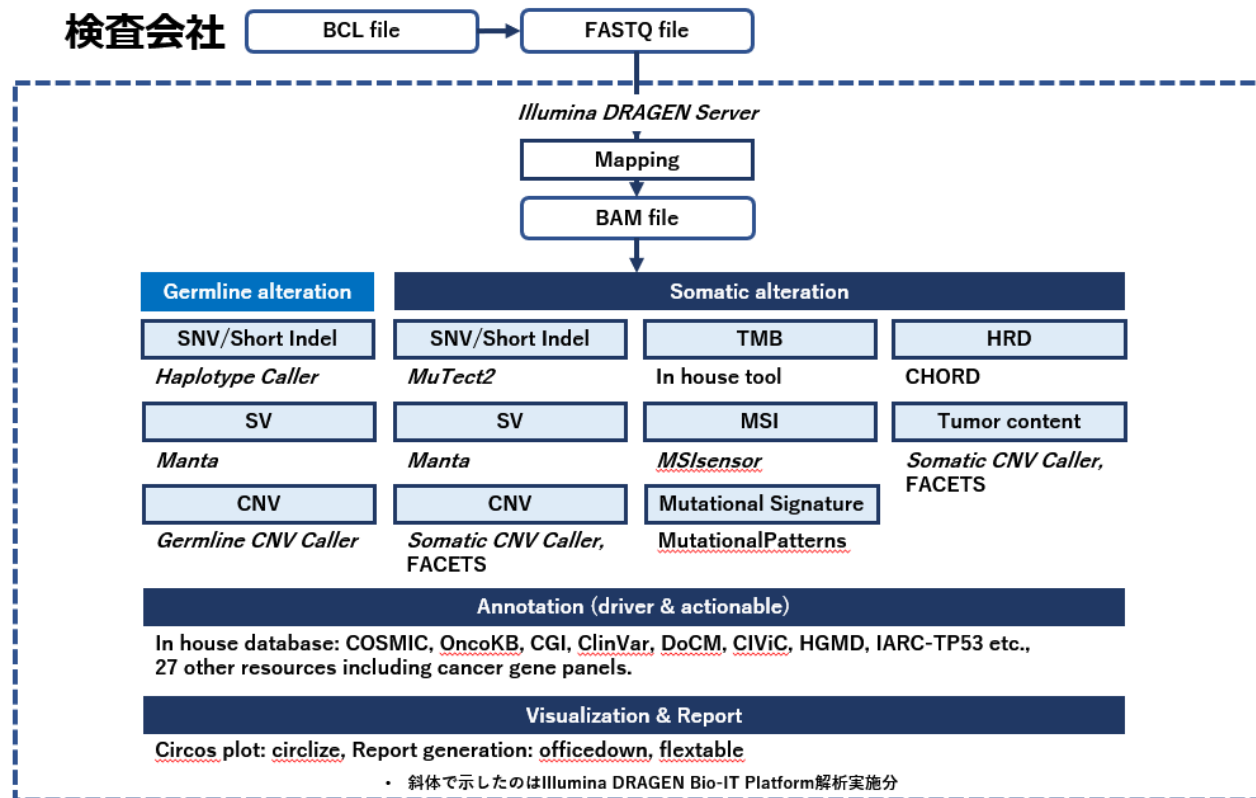 検査会社
BCL file
FASTQ file
Illumina DRAGEN Server
Mapping
BAM file
Germline alteration
Somatic alteration
SNV/Short Indel
SNV/Short Indel
TMB
HRD
Haplotype Caller
MuTect2
In house tool
CHORD
SV
SV
MSI
Tumor content
Manta
Manta
MSIsensor
Somatic CNV Caller,
FACETS
CNV
CNV
Mutational Signature
Germline CNV Caller
Somatic CNV Caller,
FACETS
MutationalPatterns
Annotation (driver & actionable)
In house database: COSMIC, OncoKB, CGI, ClinVar, DoCM, CIViC, HGMD, IARC-TP53 etc.,
27 other resources including cancer gene panels.
Visualization & Report
Circos plot: circlize, Report generation: officedown, flextable
• 斜体で示したのはIllumina DRAGEN Bio-IT Platform解析実施分